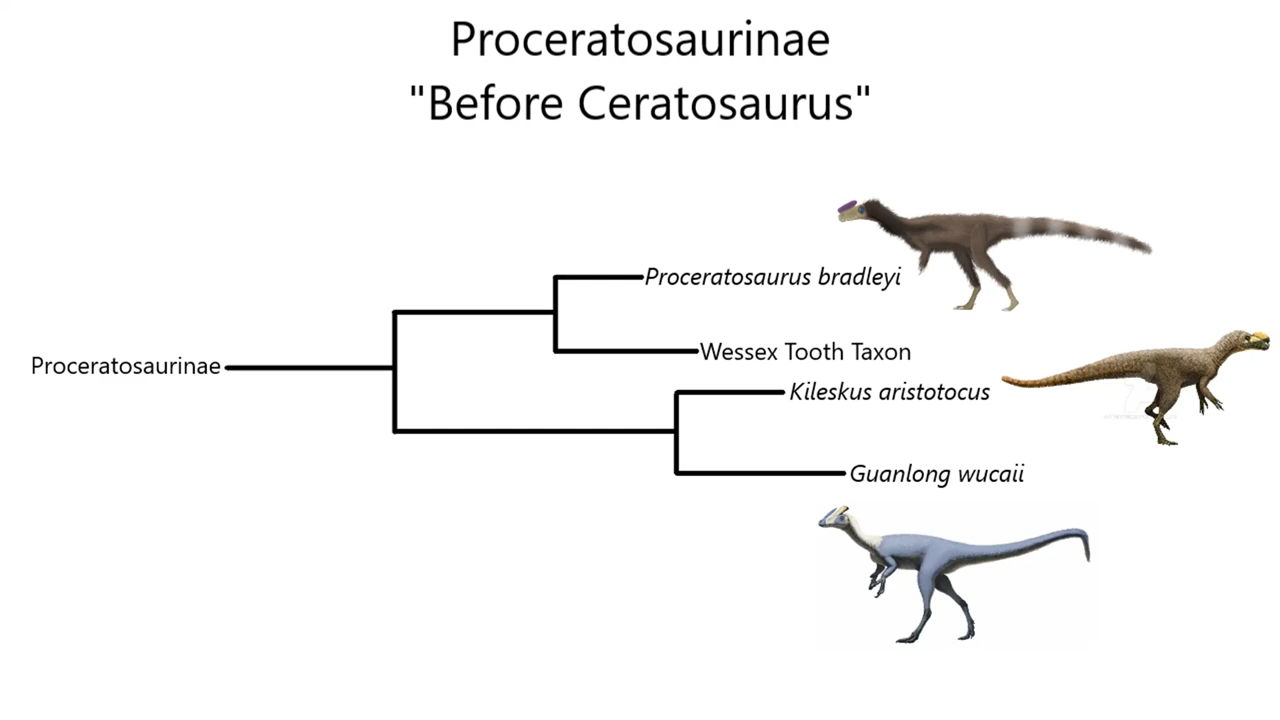 Proceratosaurinae
"Before Ceratosaurus"
Proceratosaurus bradleyi
Wessex Tooth Taxon
Proceratosaurinae
Kileskus aristotocus
Guanlong wucaii